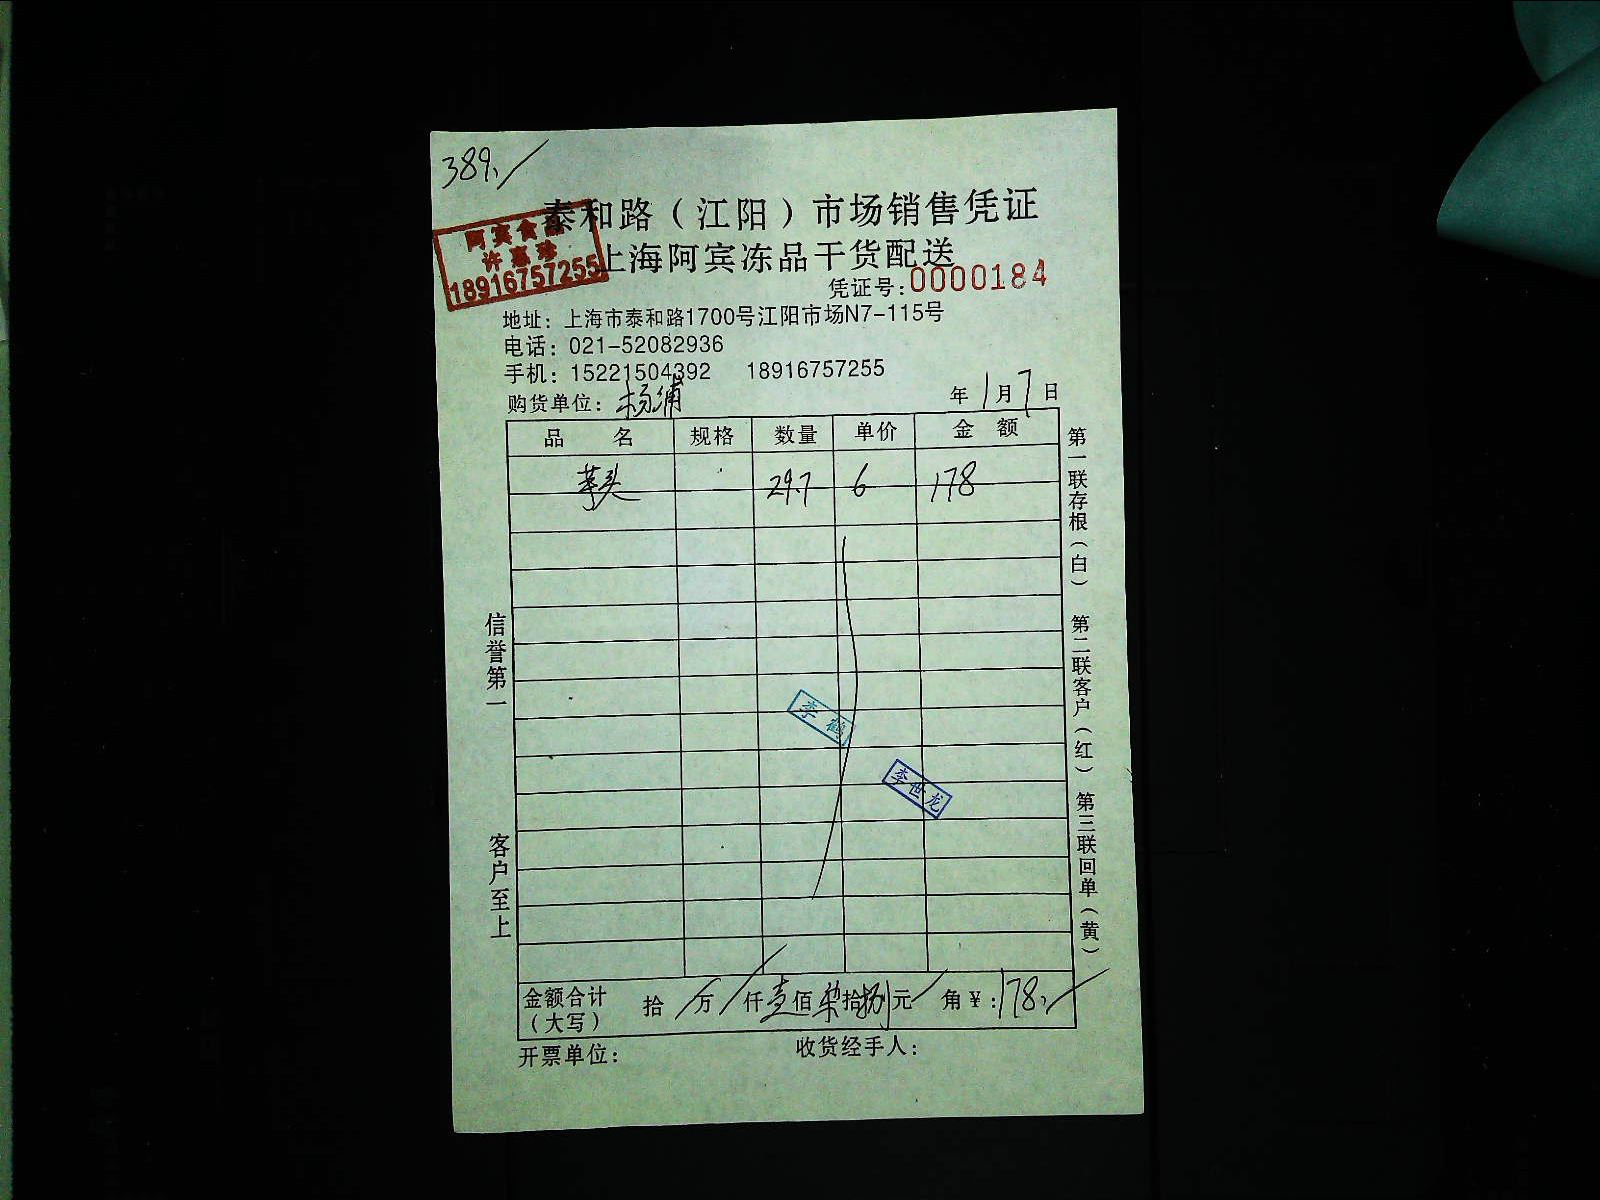 389、
泰和路（江阳）市场销售凭证
阿宾食品
上海阿宾冻品干货配送
许惠珍
18916757255
凭证号：0000184
地址：上海市泰和路1700号江阳市场N7-115号
电话：021-52082936
手机：15221504392 18916757255
购货单位：杨浦 年1月7日
品名 规格 数量 单价 金额
芋头 29.7 6 178
第一联存根（白） 第二联客户（红） 第三联回单（黄）
信誉第一
客户至上
李鹤
李世龙
金额合计（大写） 拾 万 仟壹佰柒拾捌元 角¥：178、
开票单位： 收货经手人：